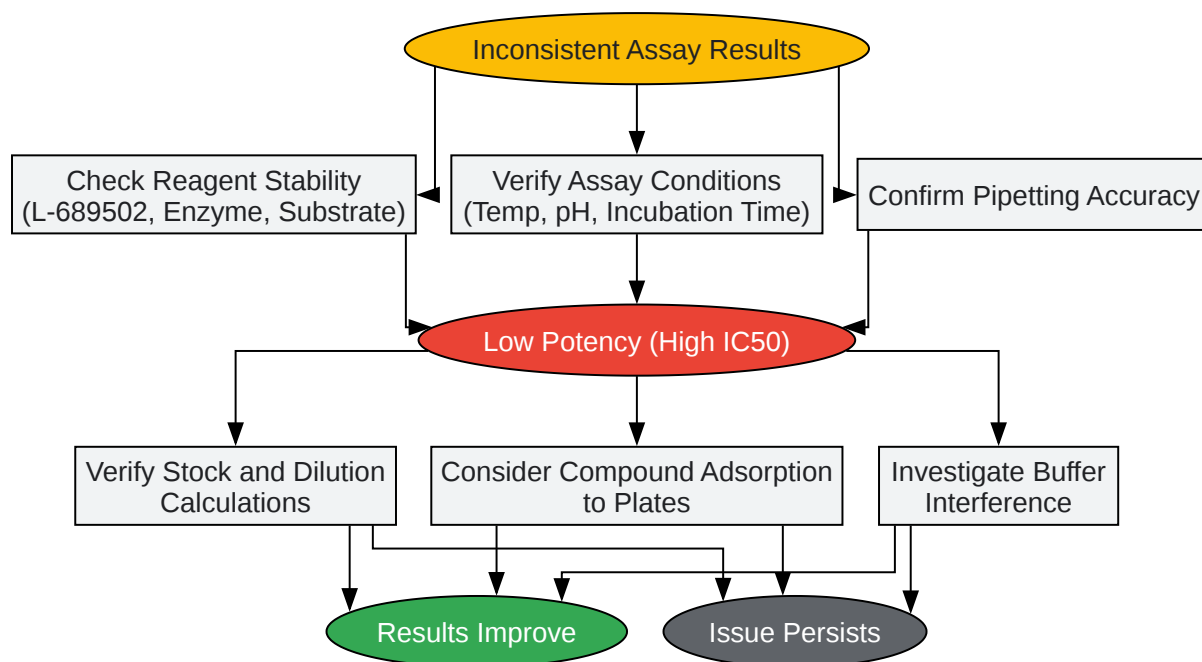 Inconsistent Assay Results
Check Reagent Stability
(L-689502, Enzyme, Substrate)
Verify Assay Conditions
(Temp, pH, Incubation Time)
Confirm Pipetting Accuracy
Low Potency (High IC50)
Verify Stock and Dilution
Calculations
Consider Compound Adsorption
to Plates
Investigate Buffer
Interference
Results Improve
Issue Persists